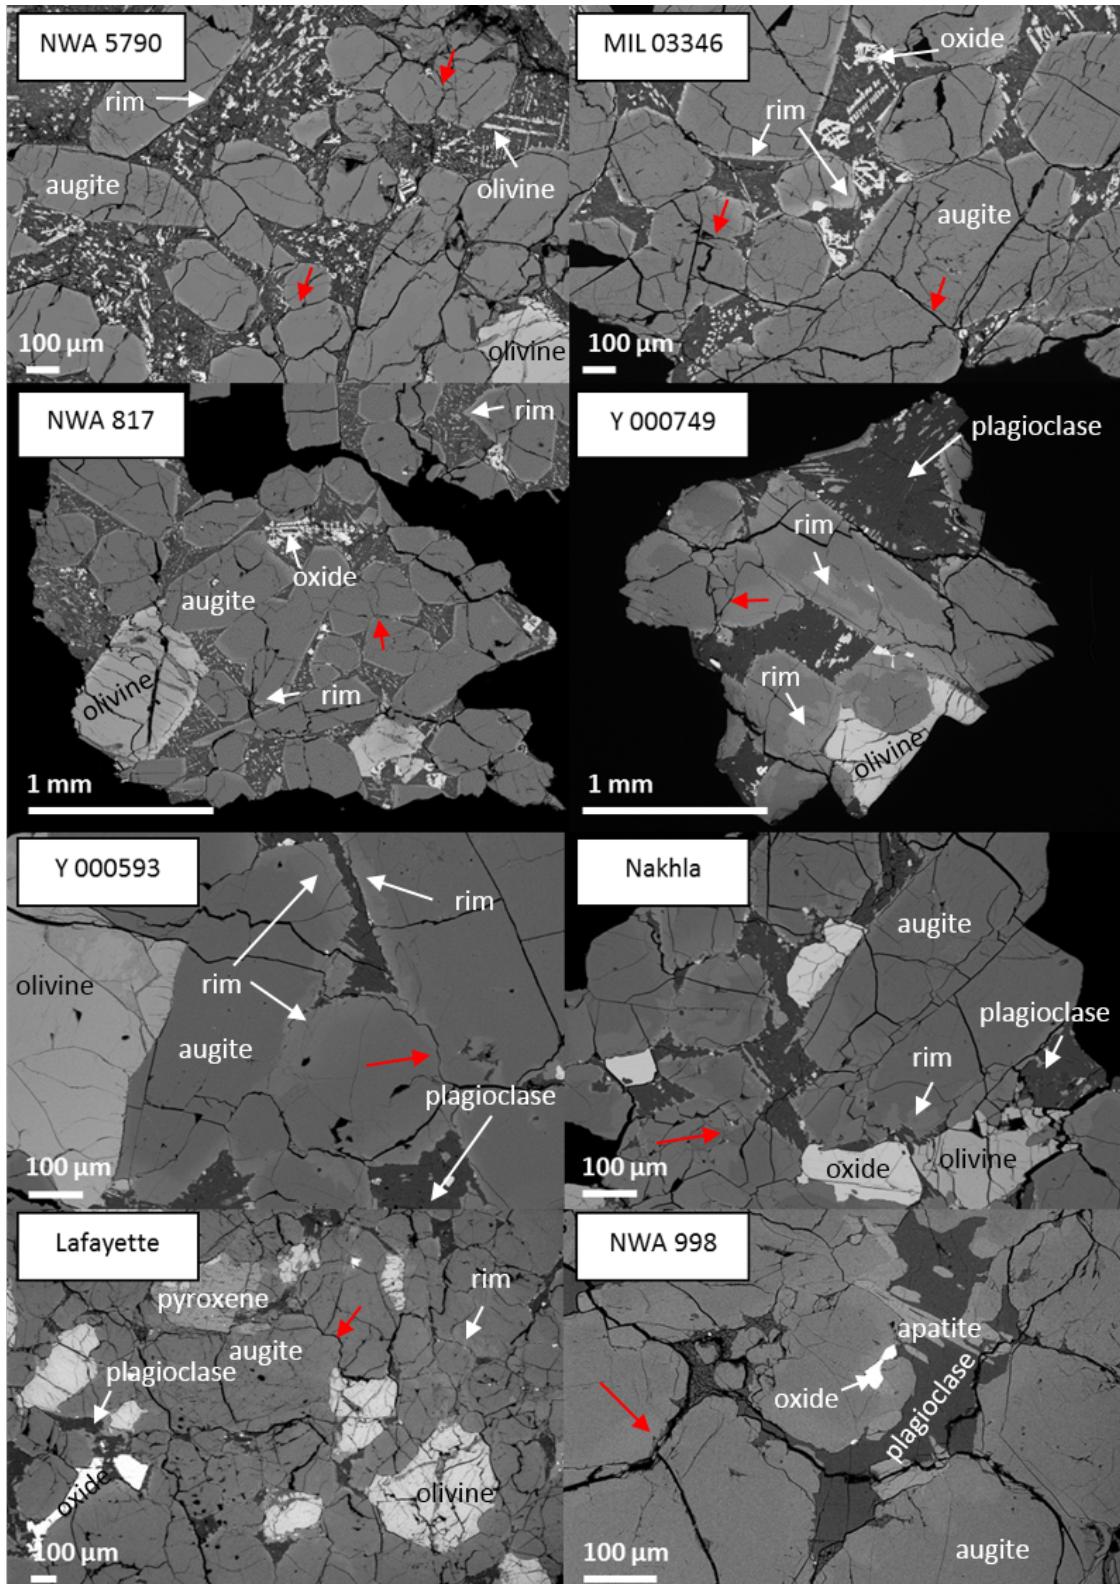 NWA 5790
rim
augite
olivine
olivine
100 µm
MIL 03346
oxide
rim
augite
100 µm
NWA 817
rim
oxide
augite
olivine
rim
1 mm
Y 000749
plagioclase
rim
rim
olivine
1 mm
Y 000593
rim
rim
olivine
augite
plagioclase
100 µm
Nakhla
augite
plagioclase
rim
oxide
olivine
100 µm
Lafayette
pyroxene
rim
augite
plagioclase
oxide
olivine
100 µm
NWA 998
apatite
oxide
plagioclase
augite
100 µm